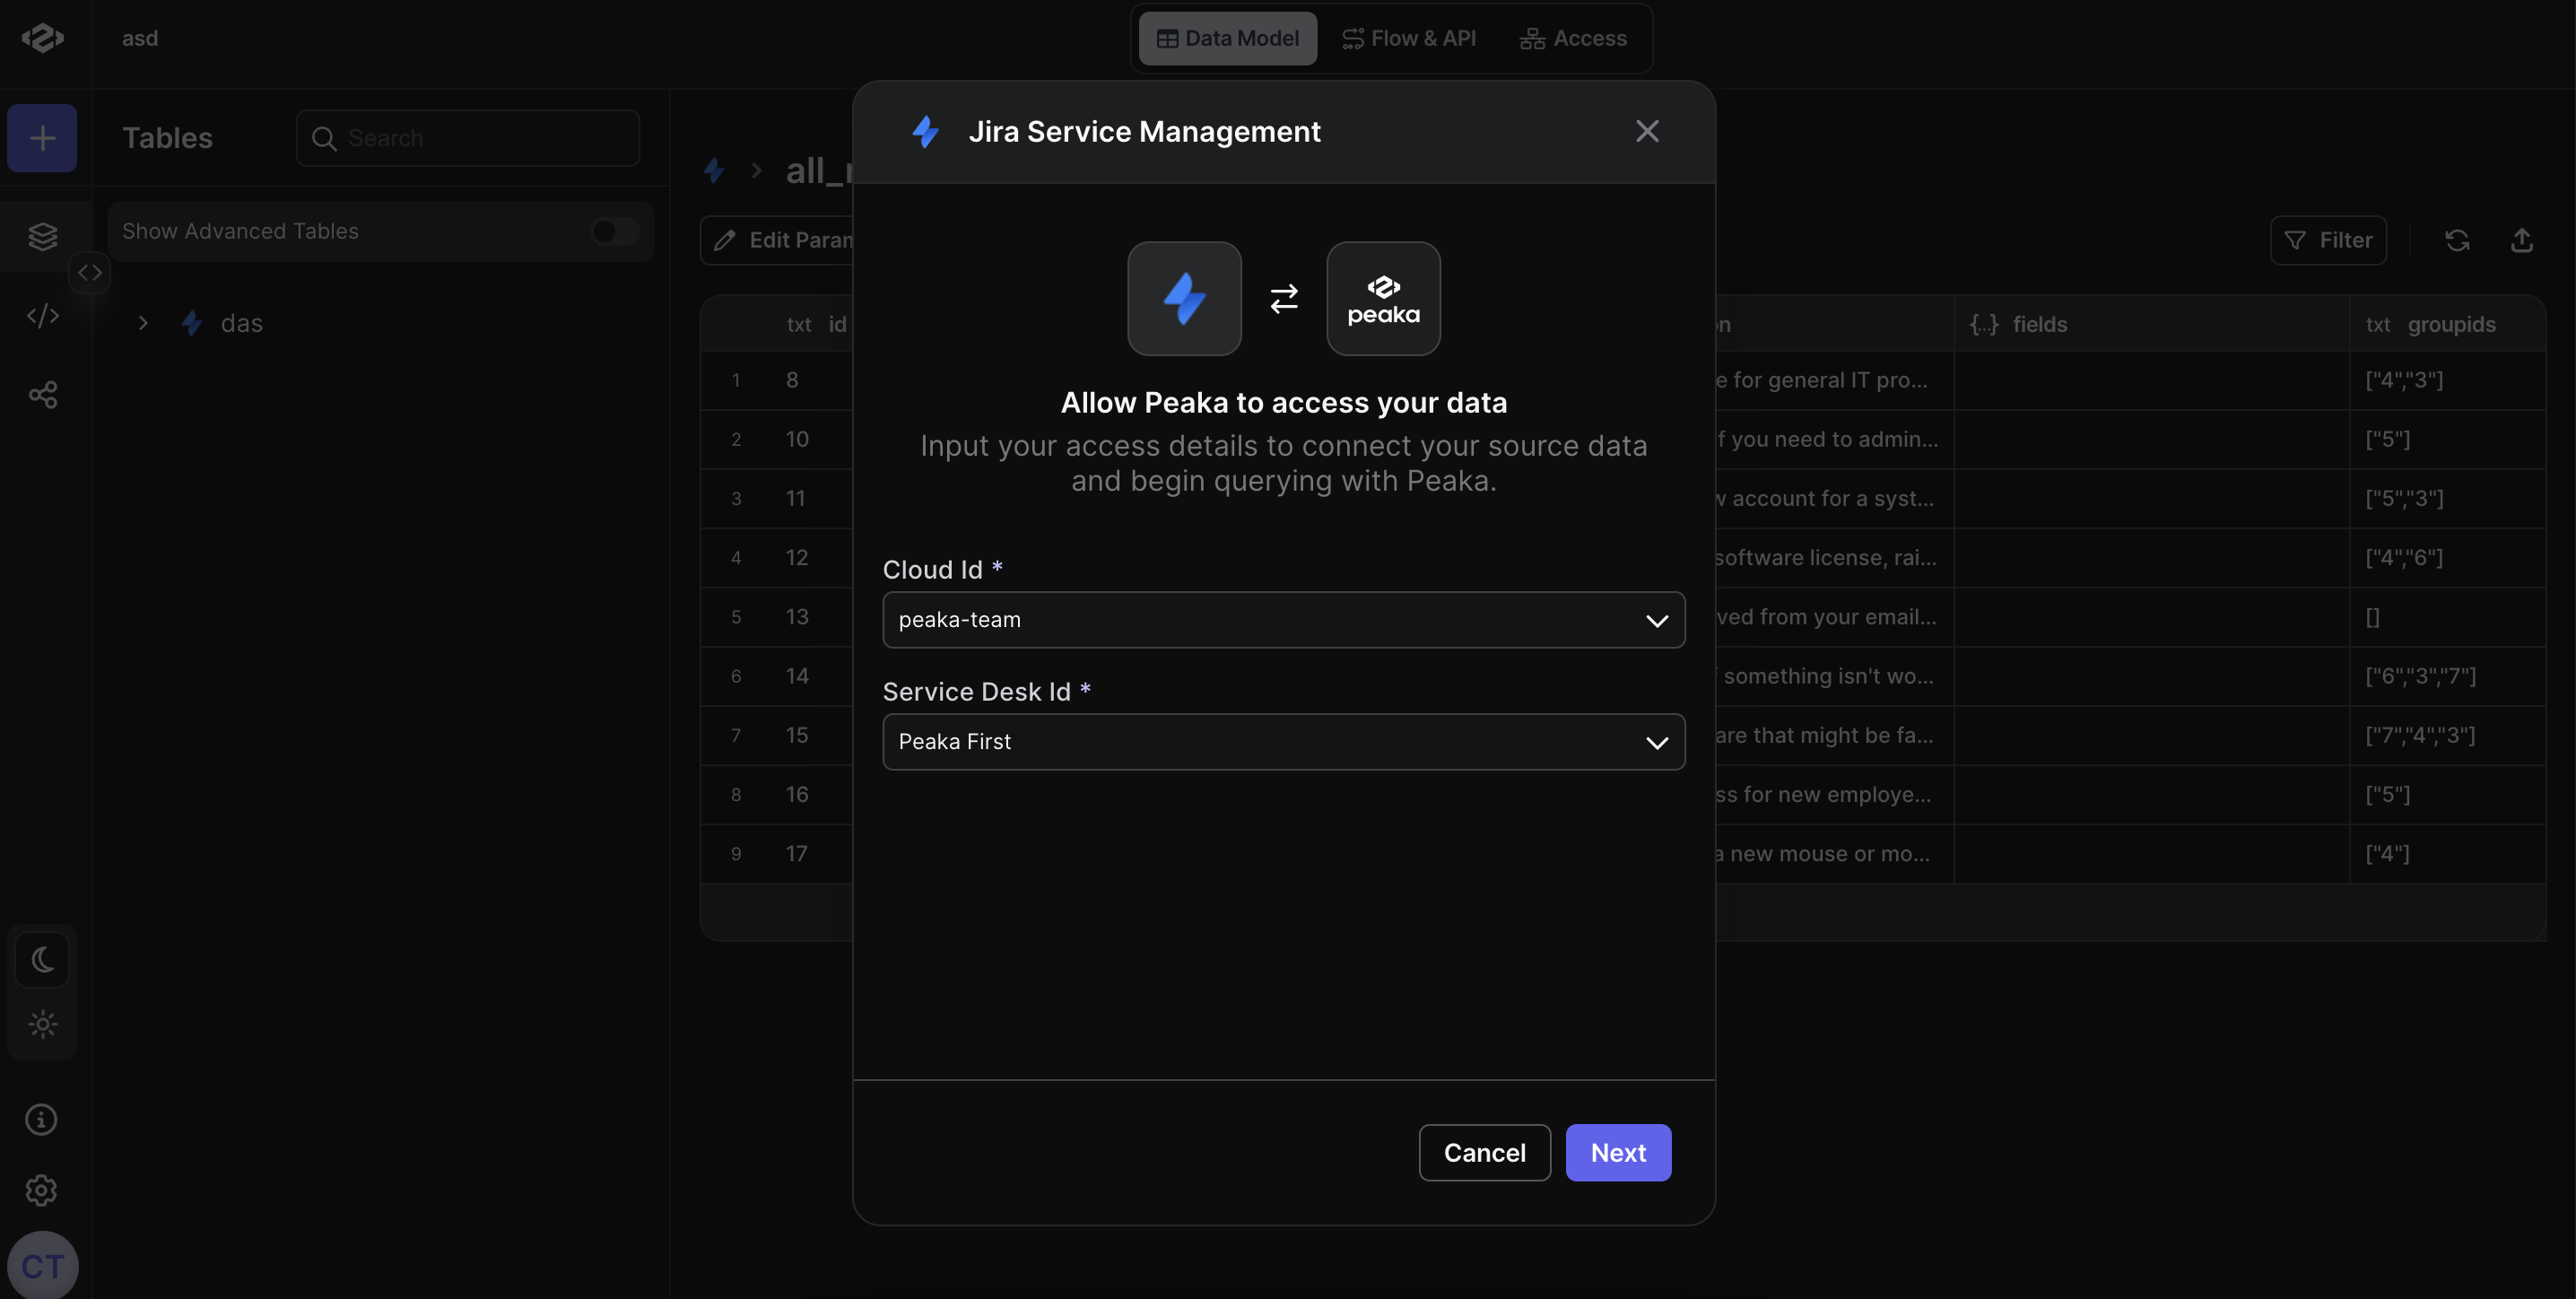 asd
Data Model
Flow & API
Access
Tables
Search
Show Advanced Tables
das
Jira Service Management
peaka
Allow Peaka to access your data
Input your access details to connect your source data
and begin querying with Peaka.
Cloud Id *
peaka-team
Service Desk Id *
Peaka First
Cancel
Next
Edit Param
Filter
txt id
{...} fields
txt groupids
1 8 e for general IT pro... ["4","3"]
2 10 if you need to admin... ["5"]
3 11 w account for a syst... ["5","3"]
4 12 software license, rai... ["4","6"]
5 13 ved from your email... []
6 14 something isn't wo... ["6","3","7"]
7 15 are that might be fa... ["7","4","3"]
8 16 ss for new employe... ["5"]
9 17 a new mouse or mo... ["4"]
CT